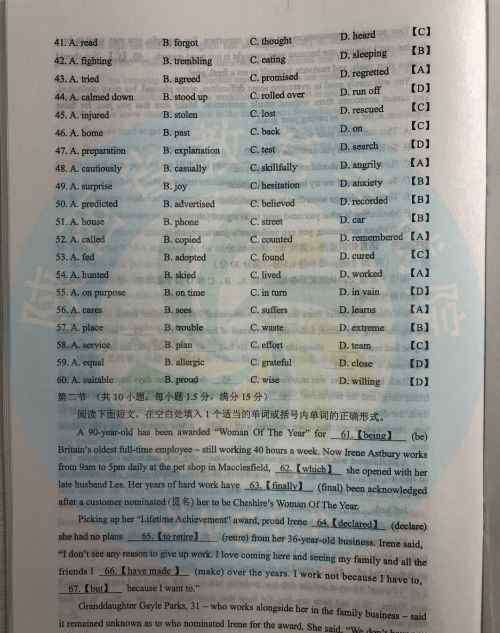 41. A. read B. forgot C. thought D. heard 【C】
42. A. fighting B. trembling C. eating D. sleeping 【B】
43. A. tried B. agreed C. promised D. regretted 【A】
44. A. calmed down B. stood up C. rolled over D. run off 【D】
45. A. injured B. stolen C. lost D. rescued 【C】
46. A. home B. past C. back D. on 【C】
47. A. preparation B. explanation C. test D. search 【D】
48. A. cautiously B. casually C. skillfully D. angrily 【A】
49. A. surprise B. joy C. hesitation D. anxiety 【B】
50. A. predicted B. advertised C. believed D. recorded 【B】
51. A. house B. phone C. street D. car 【B】
52. A. called B. copied C. counted D. remembered 【A】
53. A. fed B. adopted C. found D. cured 【C】
54. A. hunted B. skied C. lived D. worked 【A】
55. A. on purpose B. on time C. in turn D. in vain 【D】
56. A. cares B. sees C. suffers D. learns 【A】
57. A. place B. trouble C. waste D. extreme 【B】
58. A. service B. plan C. effort D. team 【C】
59. A. equal B. allergic C. grateful D. close 【D】
60. A. suitable B. proud C. wise D. willing 【D】
第二节 （共 10 小题，每小题 1.5 分，满分 15 分）
阅读下面短文，在空白处填入 1 个适当的单词或括号内单词的正确形式。
A 90-year-old has been awarded “Woman Of The Year” for 61.【being】 (be)
Britain's oldest full-time employee – still working 40 hours a week. Now Irene Astbury works
from 9am to 5pm daily at the pet shop in Macclesfield, 62.【which】 she opened with her
late husband Les. Her years of hard work have 63.【finally】 (final) been acknowledged
after a customer nominated (提名) her to be Cheshire's Woman Of The Year.
Picking up her “Lifetime Achievement” award, proud Irene 64.【declared】 (declare)
she had no plans 65.【to retire】 (retire) from her 36-year-old business. Irene said,
“I don't see any reason to give up work. I love coming here and seeing my family and all the
friends I 66.【have made 】 (make) over the years. I work not because I have to,
67.【but】 because I want to.”
Granddaughter Gayle Parks, 31 – who works alongside her in the family business – said
it remained unknown as to who nominated Irene for the award. She said, “We don't